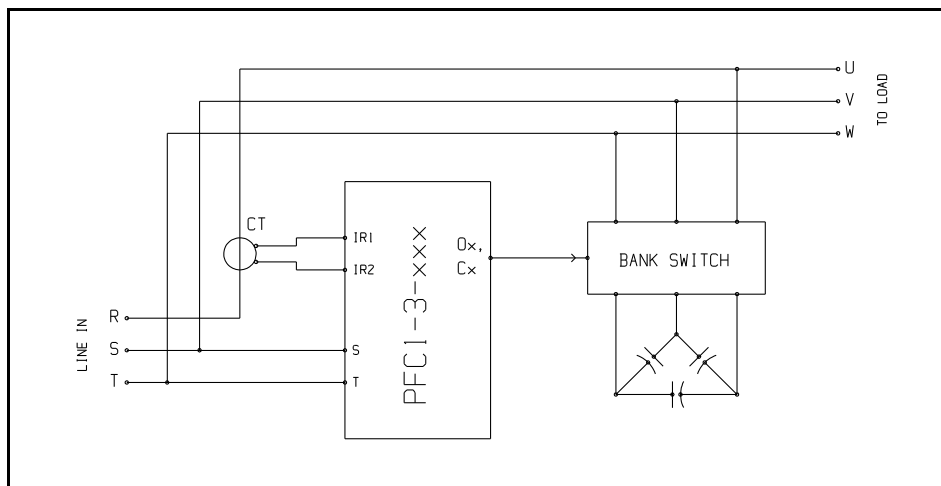 U
V
W
TO LOAD
CT
IR1
IR2
Ox,
Cx
PFC1-3-xxx
BANK SWITCH
LINE IN
R
S
T
S
T